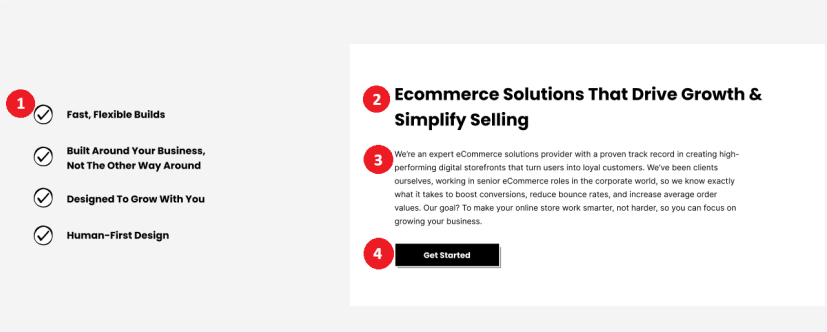 1
Fast, Flexible Builds
Built Around Your Business,
Not The Other Way Around
Designed To Grow With You
Human-First Design
2
Ecommerce Solutions That Drive Growth &
Simplify Selling
3
We're an expert eCommerce solutions provider with a proven track record in creating high-
performing digital storefronts that turn users into loyal customers. We've been clients
ourselves, working in senior eCommerce roles in the corporate world, so we know exactly
what it takes to boost conversions, reduce bounce rates, and increase average order
values. Our goal? To make your online store work smarter, not harder, so you can focus on
growing your business.
4
Get Started